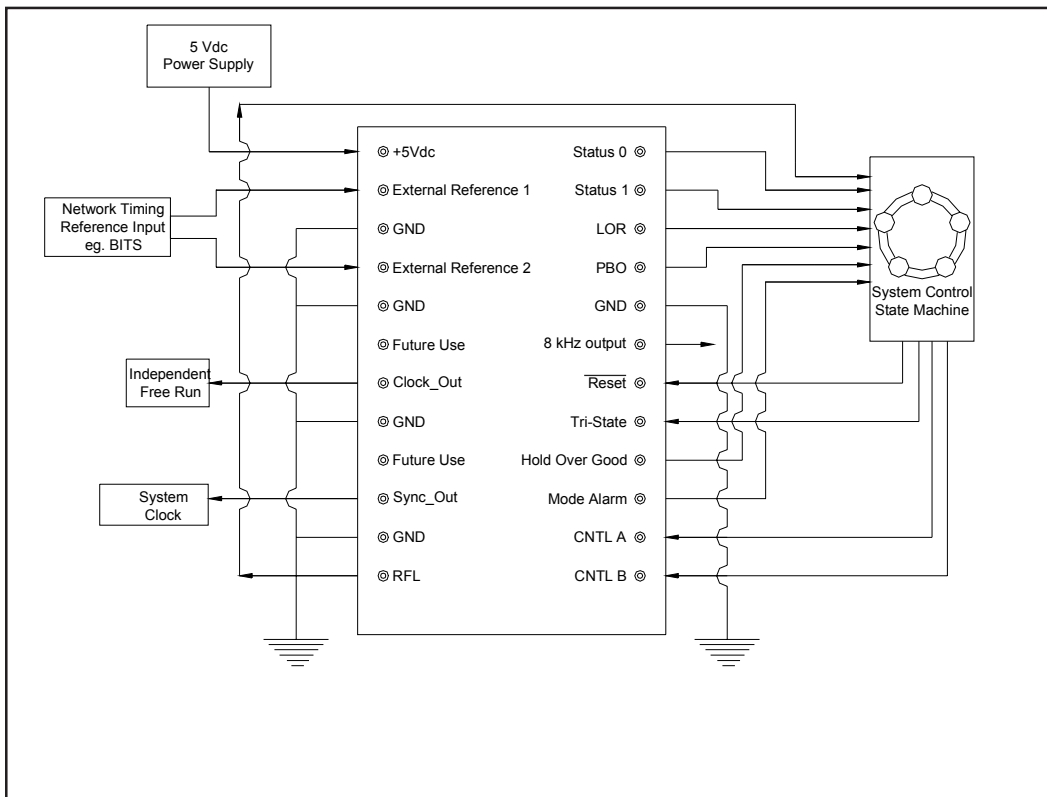 5 Vdc
Power Supply
Network Timing
Reference Input
eg. BITS
Independent
Free Run
System
Clock
+5Vdc
External Reference 1
GND
External Reference 2
GND
Future Use
Clock_Out
GND
Future Use
Sync_Out
GND
RFL
Status 0
Status 1
LOR
PBO
GND
8 kHz output
Reset
Tri-State
Hold Over Good
Mode Alarm
CNTL A
CNTL B
System Control
State Machine